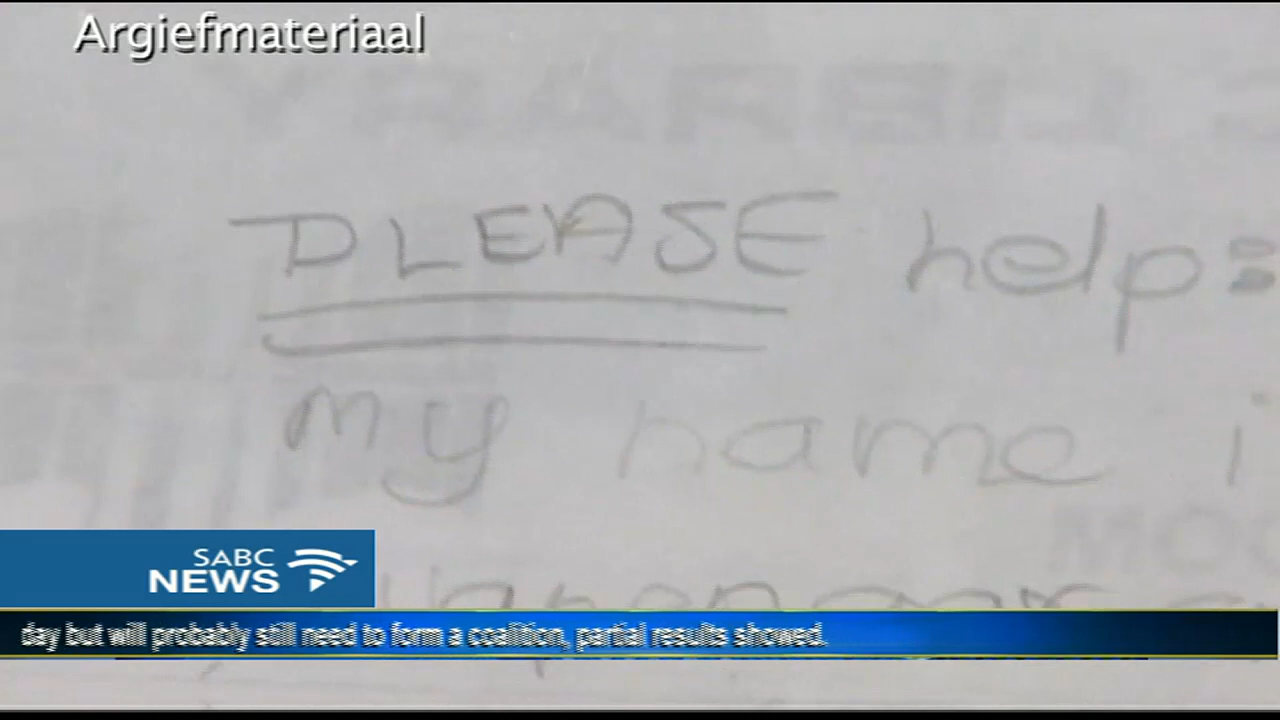 Argiefmateriaal
PLEASE help:
my name i
SABC
NEWS
day but will probably still need to form a coalition, partial results showed.